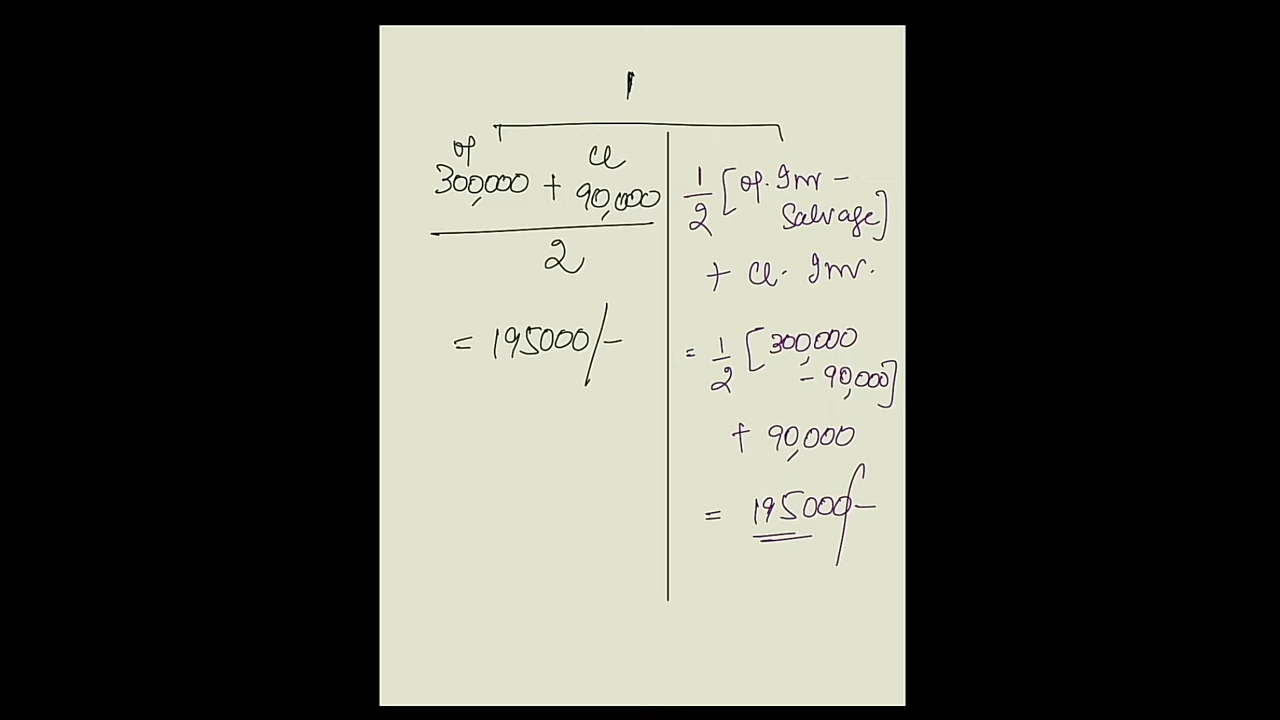 1
op cl
300,000 + 90,000
2
= 195000/-
1/2 [op. Inv -
Salvage]
+ cl. Inv.
= 1/2 [300,000
- 90,000]
+ 90,000
= 195000/-